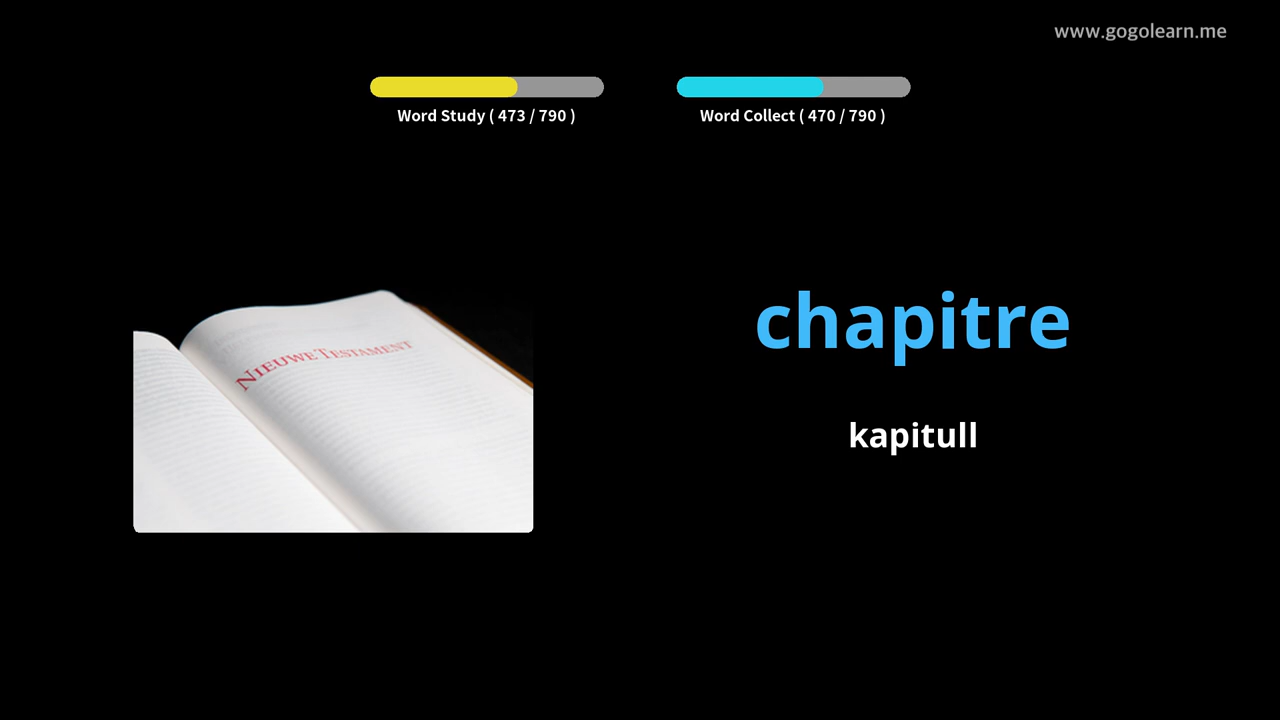 www.gogolearn.me
Word Study ( 473 / 790 )
Word Collect ( 470 / 790 )
NIEUWE TESTAMENT
chapitre
kapitull